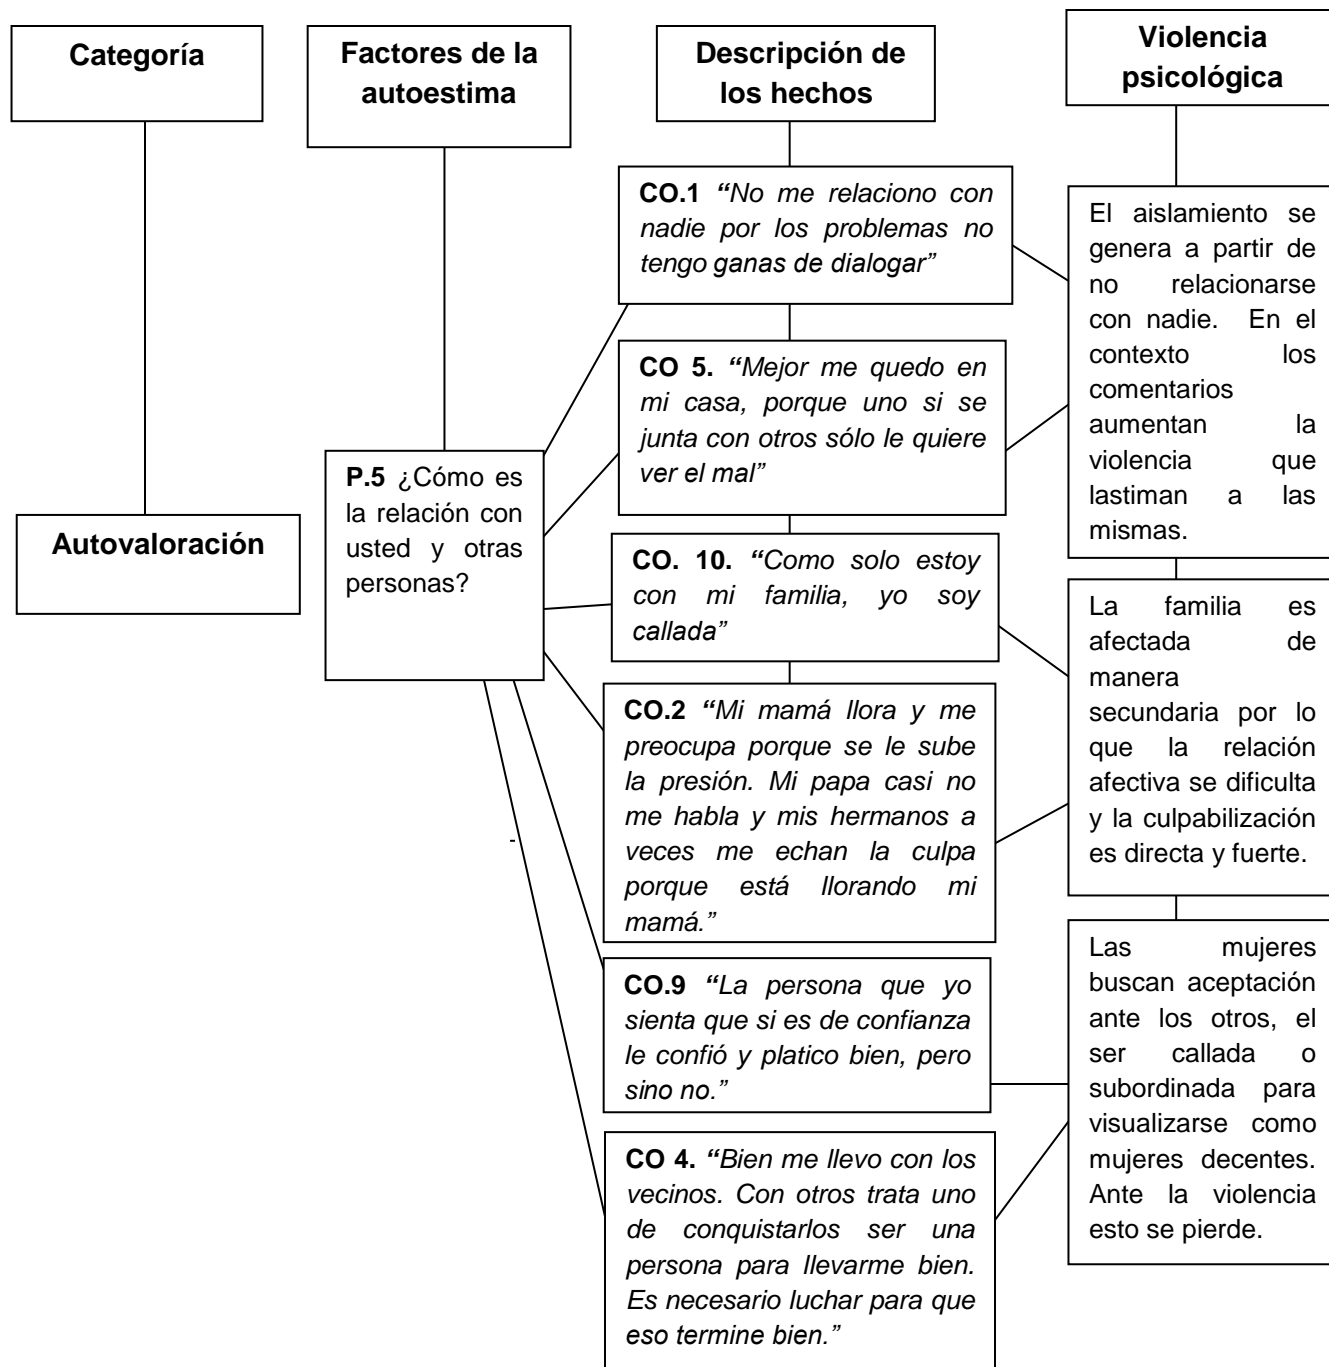 Categoría
Factores de la
autoestima
Descripción de
los hechos
Violencia
psicológica
Autovaloración
P.5 ¿Cómo es
la relación con
usted y otras
personas?
CO.1 “No me relaciono con
nadie por los problemas no
tengo ganas de dialogar”
CO 5. “Mejor me quedo en
mi casa, porque uno si se
junta con otros sólo le quiere
ver el mal”
CO. 10. “Como solo estoy
con mi familia, yo soy
callada”
CO.2 “Mi mamá llora y me
preocupa porque se le sube
la presión. Mi papa casi no
me habla y mis hermanos a
veces me echan la culpa
porque está llorando mi
mamá.”
CO.9 “La persona que yo
sienta que si es de confianza
le confió y platico bien, pero
sino no.”
CO 4. “Bien me llevo con los
vecinos. Con otros trata uno
de conquistarlos ser una
persona para llevarme bien.
Es necesario luchar para que
eso termine bien.”
El aislamiento se
genera a partir de
no relacionarse
con nadie. En el
contexto los
comentarios
aumentan la
violencia que
lastiman a las
mismas.
La familia es
afectada de
manera
secundaria por lo
que la relación
afectiva se dificulta
y la culpabilización
es directa y fuerte.
Las mujeres
buscan aceptación
ante los otros, el
ser callada o
subordinada para
visualizarse como
mujeres decentes.
Ante la violencia
esto se pierde.